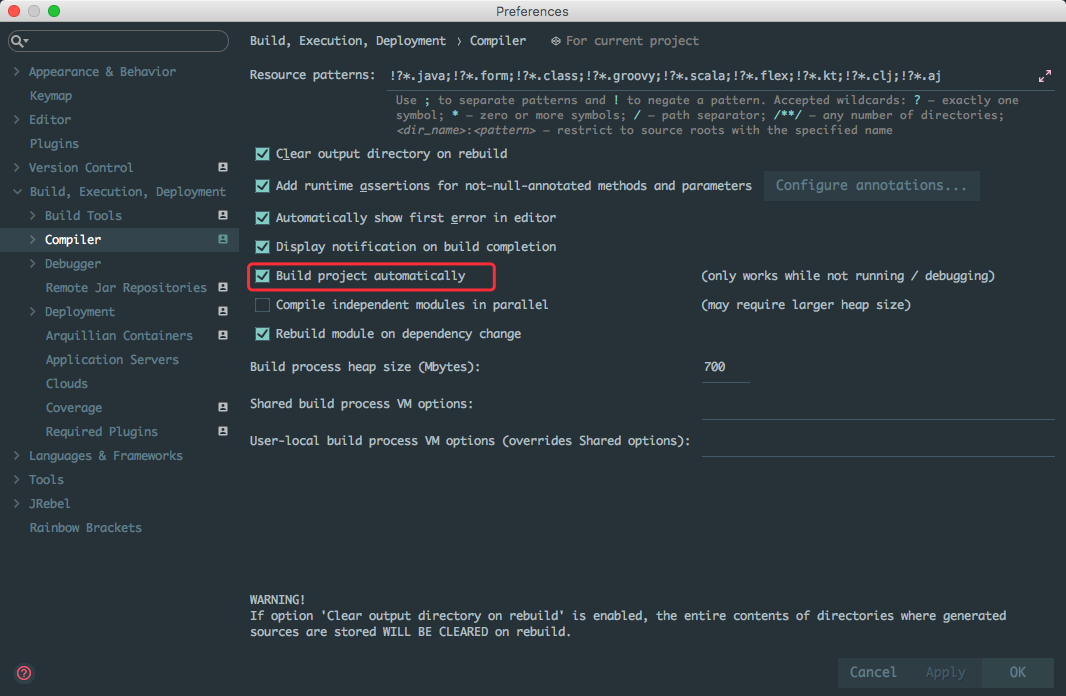 Preferences
Build, Execution, Deployment › Compiler For current project
Appearance & Behavior
Keymap
Editor
Plugins
Version Control
Build, Execution, Deployment
Build Tools
Compiler
Debugger
Remote Jar Repositories
Deployment
Arquillian Containers
Application Servers
Clouds
Coverage
Required Plugins
Languages & Frameworks
Tools
JRebel
Rainbow Brackets
Resource patterns: !?*.java;!?*.form;!?*.class;!?*.groovy;!?*.scala;!?*.flex;!?*.kt;!?*.clj;!?*.aj
Use ; to separate patterns and ! to negate a pattern. Accepted wildcards: ? — exactly one
symbol; * — zero or more symbols; / — path separator; /**/ — any number of directories;
<dir_name>:<pattern> — restrict to source roots with the specified name
Clear output directory on rebuild
Add runtime assertions for not-null-annotated methods and parameters Configure annotations...
Automatically show first error in editor
Display notification on build completion
Build project automatically (only works while not running / debugging)
Compile independent modules in parallel (may require larger heap size)
Rebuild module on dependency change
Build process heap size (Mbytes): 700
Shared build process VM options:
User-local build process VM options (overrides Shared options):
WARNING!
If option 'Clear output directory on rebuild' is enabled, the entire contents of directories where generated
sources are stored WILL BE CLEARED on rebuild.
? Cancel Apply OK